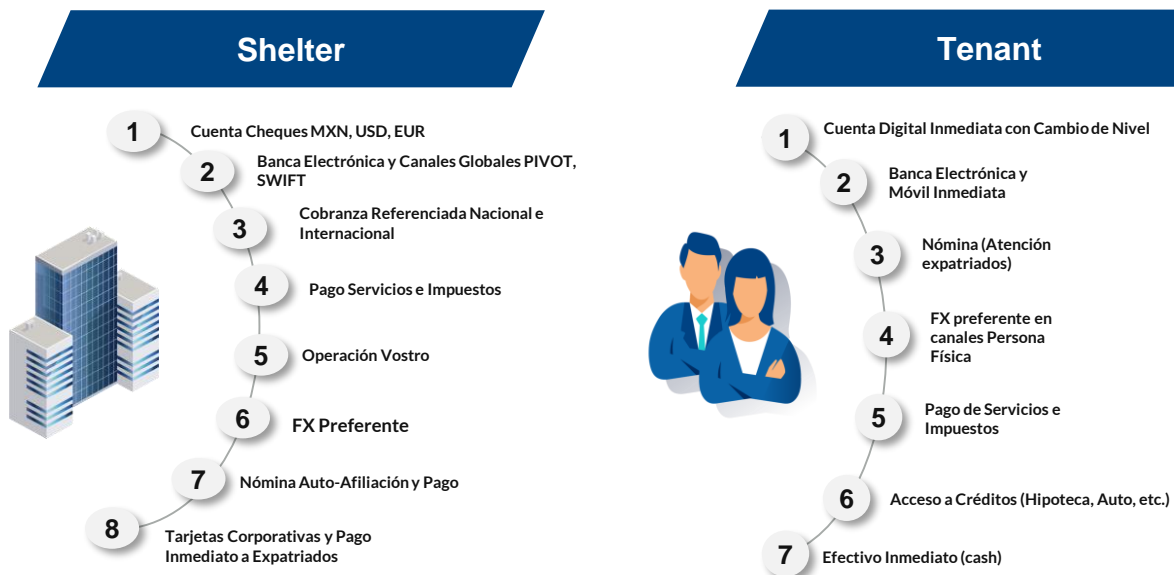 Shelter
1
Cuenta Cheques MXN, USD, EUR
2
Banca Electrónica y Canales Globales PIVOT,
SWIFT
3
Cobranza Referenciada Nacional e
Internacional
4
Pago Servicios e Impuestos
5
Operación Vostro
6
FX Preferente
7
Nómina Auto-Afiliación y Pago
8
Tarjetas Corporativas y Pago
Inmediato a Expatriados
Tenant
1
Cuenta Digital Inmediata con Cambio de Nivel
2
Banca Electrónica y
Móvil Inmediata
3
Nómina (Atención
expatriados)
4
FX preferente en
canales Persona
Física
5
Pago de Servicios e
Impuestos
6
Acceso a Créditos (Hipoteca, Auto, etc.)
7
Efectivo Inmediato (cash)